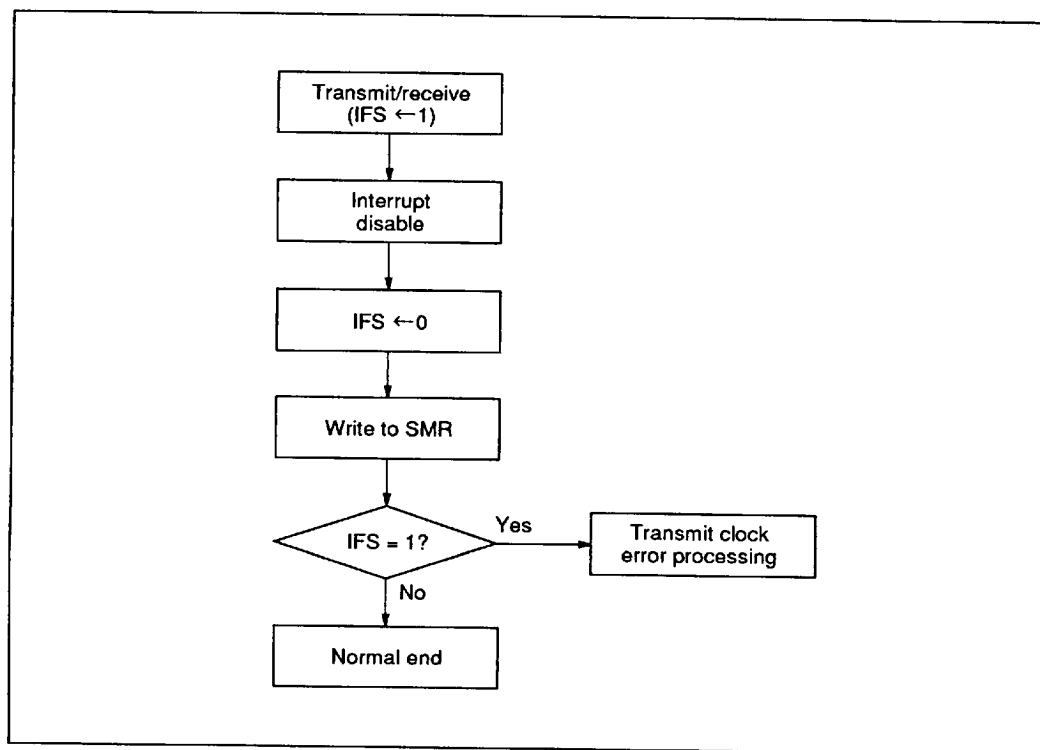 Transmit/receive
(IFS ←1)
Interrupt
disable
IFS ←0
Write to SMR
IFS = 1?
Yes
Transmit clock
error processing
No
Normal end